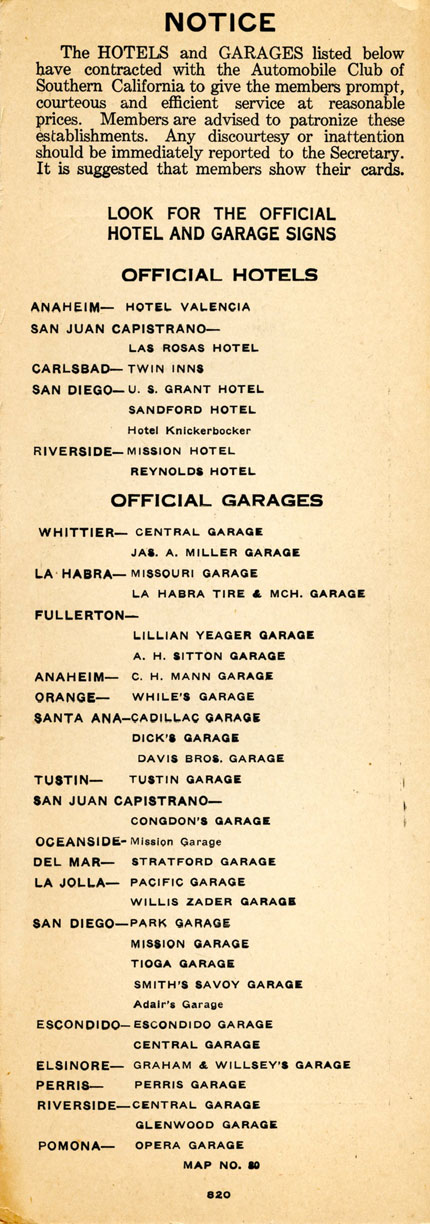 NOTICE
The HOTELS and GARAGES listed below
have contracted with the Automobile Club of
Southern California to give the members prompt,
courteous and efficient service at reasonable
prices. Members are advised to patronize these
establishments. Any discourtesy or inattention
should be immediately reported to the Secretary.
It is suggested that members show their cards.
LOOK FOR THE OFFICIAL
HOTEL AND GARAGE SIGNS
OFFICIAL HOTELS
ANAHEIM— HOTEL VALENCIA
SAN JUAN CAPISTRANO—
LAS ROSAS HOTEL
CARLSBAD— TWIN INNS
SAN DIEGO— U. S. GRANT HOTEL
SANDFORD HOTEL
Hotel Knickerbocker
RIVERSIDE— MISSION HOTEL
REYNOLDS HOTEL
OFFICIAL GARAGES
WHITTIER— CENTRAL GARAGE
JAS. A. MILLER GARAGE
LA HABRA— MISSOURI GARAGE
LA HABRA TIRE & MCH. GARAGE
FULLERTON—
LILLIAN YEAGER GARAGE
A. H. SITTON GARAGE
ANAHEIM— C. H. MANN GARAGE
ORANGE— WHILE'S GARAGE
SANTA ANA—CADILLAC GARAGE
DICK'S GARAGE
DAVIS BROS. GARAGE
TUSTIN— TUSTIN GARAGE
SAN JUAN CAPISTRANO—
CONGDON'S GARAGE
OCEANSIDE- Mission Garage
DEL MAR— STRATFORD GARAGE
LA JOLLA— PACIFIC GARAGE
WILLIS ZADER GARAGE
SAN DIEGO—PARK GARAGE
MISSION GARAGE
TIOGA GARAGE
SMITH'S SAVOY GARAGE
Adair's Garage
ESCONDIDO— ESCONDIDO GARAGE
CENTRAL GARAGE
ELSINORE— GRAHAM & WILLSEY'S GARAGE
PERRIS— PERRIS GARAGE
RIVERSIDE—CENTRAL GARAGE
GLENWOOD GARAGE
POMONA— OPERA GARAGE
MAP NO. 80
820